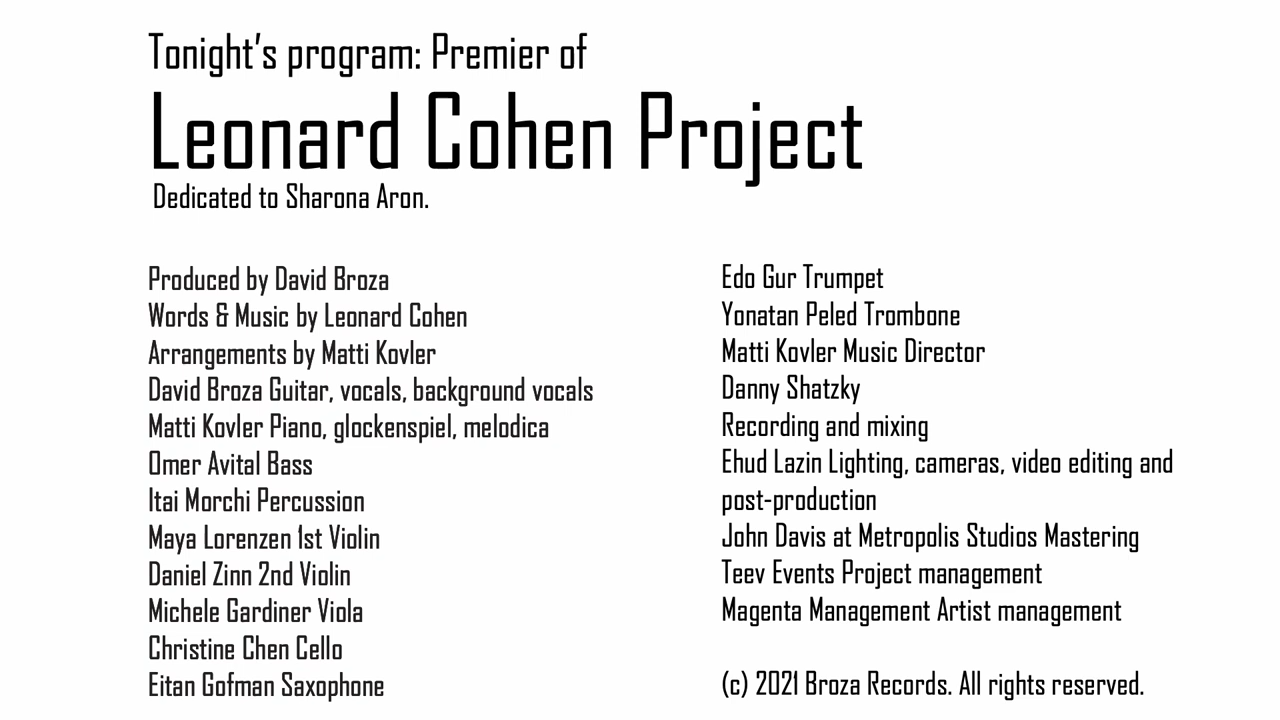 Tonight’s program: Premier of
Leonard Cohen Project
Dedicated to Sharona Aron.
Produced by David Broza
Words & Music by Leonard Cohen
Arrangements by Matti Kovler
David Broza Guitar, vocals, background vocals
Matti Kovler Piano, glockenspiel, melodica
Omer Avital Bass
Itai Morchi Percussion
Maya Lorenzen 1st Violin
Daniel Zinn 2nd Violin
Michele Gardiner Viola
Christine Chen Cello
Eitan Gofman Saxophone
Edo Gur Trumpet
Yonatan Peled Trombone
Matti Kovler Music Director
Danny Shatzky
Recording and mixing
Ehud Lazin Lighting, cameras, video editing and
post-production
John Davis at Metropolis Studios Mastering
Teev Events Project management
Magenta Management Artist management
(c) 2021 Broza Records. All rights reserved.